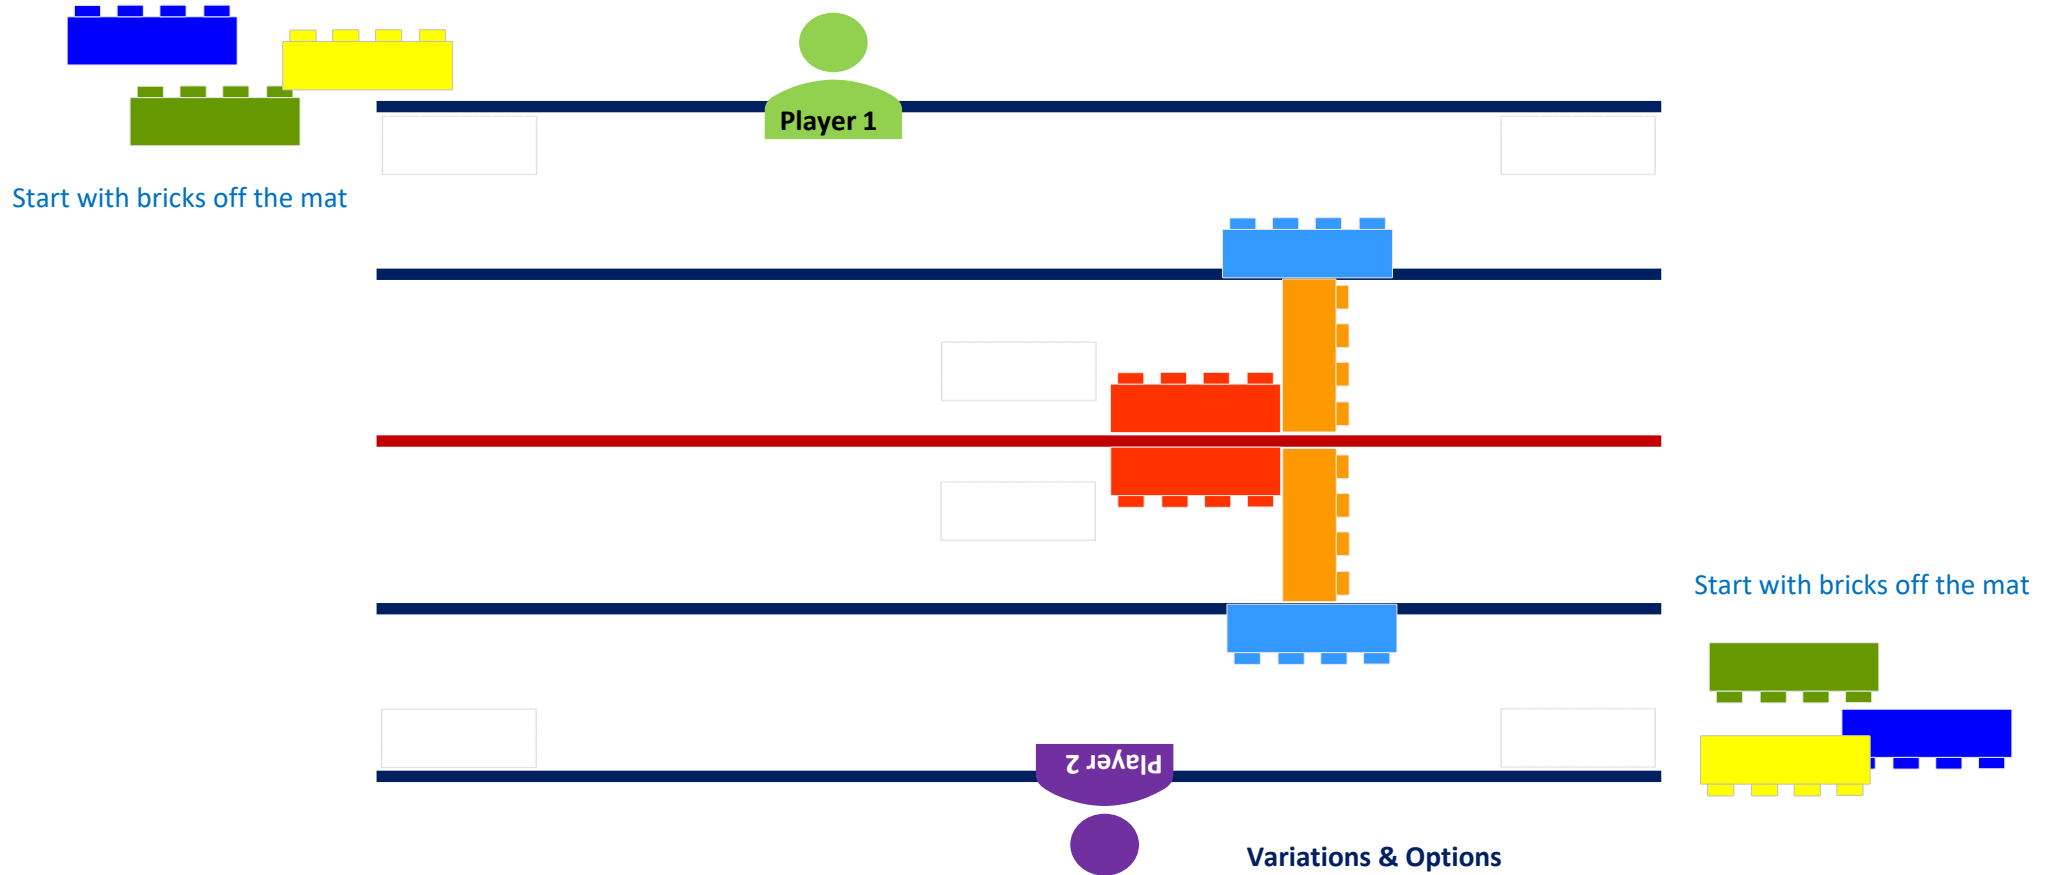 Player 1
Start with bricks off the mat
Start with bricks off the mat
Player 2
Variations & Options